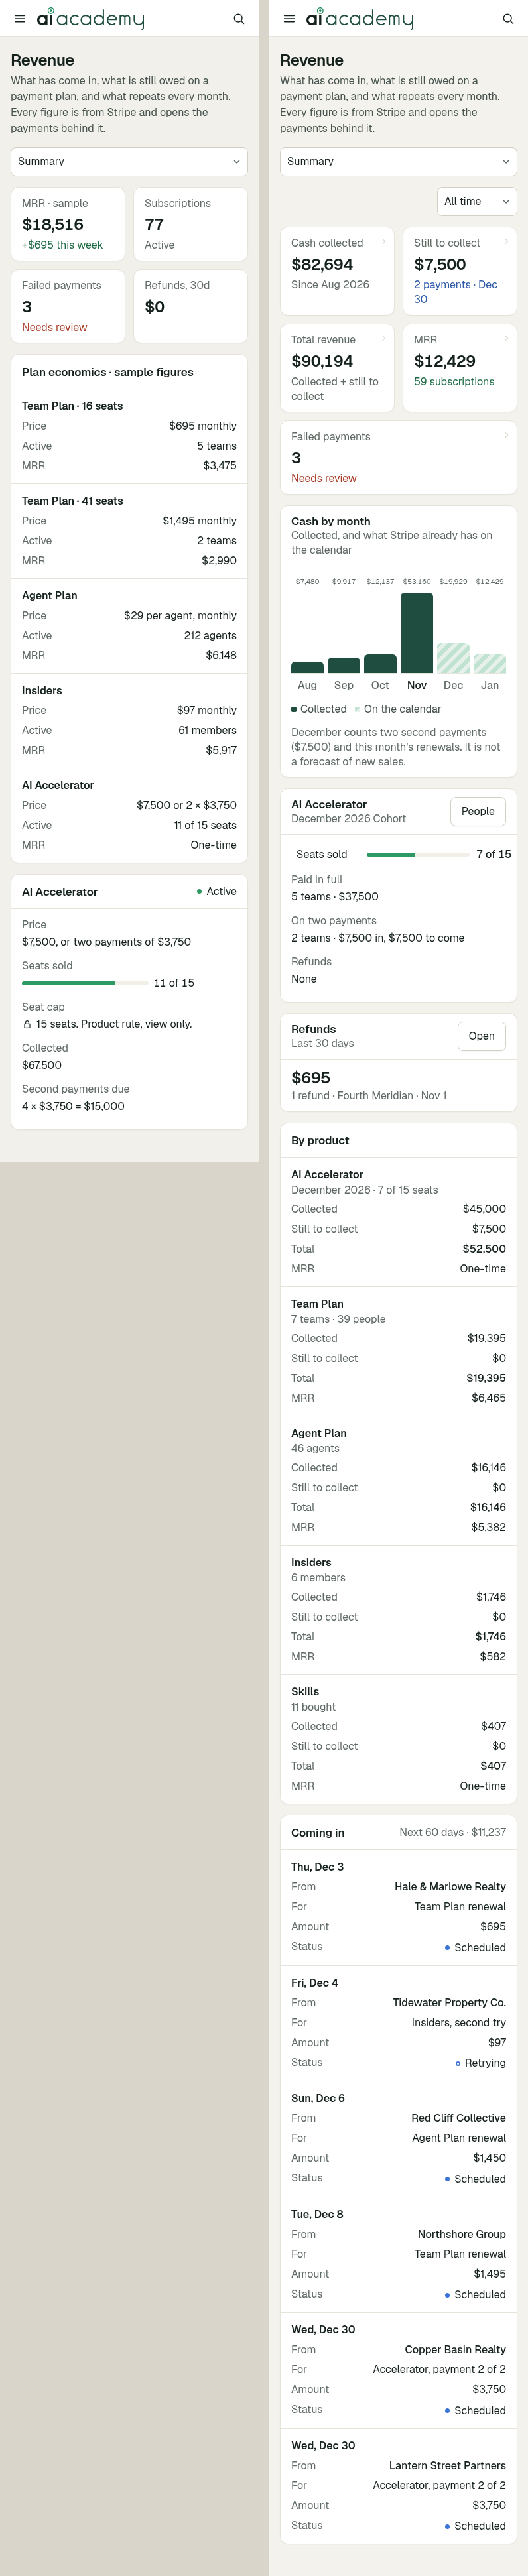 ai academy
Revenue
What has come in, what is still owed on a
payment plan, and what repeats every month.
Every figure is from Stripe and opens the
payments behind it.
Summary
MRR · sample
$18,516
+$695 this week
Subscriptions
77
Active
Failed payments
3
Needs review
Refunds, 30d
$0
Plan economics · sample figures
Team Plan · 16 seats
Price $695 monthly
Active 5 teams
MRR $3,475
Team Plan · 41 seats
Price $1,495 monthly
Active 2 teams
MRR $2,990
Agent Plan
Price $29 per agent, monthly
Active 212 agents
MRR $6,148
Insiders
Price $97 monthly
Active 61 members
MRR $5,917
AI Accelerator
Price $7,500 or 2 × $3,750
Active 11 of 15 seats
MRR One-time
AI Accelerator Active
Price
$7,500, or two payments of $3,750
Seats sold
11 of 15
Seat cap
15 seats. Product rule, view only.
Collected
$67,500
Second payments due
4 × $3,750 = $15,000
ai academy
Revenue
What has come in, what is still owed on a
payment plan, and what repeats every month.
Every figure is from Stripe and opens the
payments behind it.
Summary
All time
Cash collected
$82,694
Since Aug 2026
Still to collect
$7,500
2 payments · Dec
30
Total revenue
$90,194
Collected + still to
collect
MRR
$12,429
59 subscriptions
Failed payments
3
Needs review
Cash by month
Collected, and what Stripe already has on
the calendar
$7,480 $9,917 $12,137 $53,160 $19,929 $12,429
Aug Sep Oct Nov Dec Jan
Collected On the calendar
December counts two second payments
($7,500) and this month's renewals. It is not
a forecast of new sales.
AI Accelerator
December 2026 Cohort
People
Seats sold 7 of 15
Paid in full
5 teams · $37,500
On two payments
2 teams · $7,500 in, $7,500 to come
Refunds
None
Refunds
Last 30 days
Open
$695
1 refund · Fourth Meridian · Nov 1
By product
AI Accelerator
December 2026 · 7 of 15 seats
Collected $45,000
Still to collect $7,500
Total $52,500
MRR One-time
Team Plan
7 teams · 39 people
Collected $19,395
Still to collect $0
Total $19,395
MRR $6,465
Agent Plan
46 agents
Collected $16,146
Still to collect $0
Total $16,146
MRR $5,382
Insiders
6 members
Collected $1,746
Still to collect $0
Total $1,746
MRR $582
Skills
11 bought
Collected $407
Still to collect $0
Total $407
MRR One-time
Coming in Next 60 days · $11,237
Thu, Dec 3
From Hale & Marlowe Realty
For Team Plan renewal
Amount $695
Status Scheduled
Fri, Dec 4
From Tidewater Property Co.
For Insiders, second try
Amount $97
Status Retrying
Sun, Dec 6
From Red Cliff Collective
For Agent Plan renewal
Amount $1,450
Status Scheduled
Tue, Dec 8
From Northshore Group
For Team Plan renewal
Amount $1,495
Status Scheduled
Wed, Dec 30
From Copper Basin Realty
For Accelerator, payment 2 of 2
Amount $3,750
Status Scheduled
Wed, Dec 30
From Lantern Street Partners
For Accelerator, payment 2 of 2
Amount $3,750
Status Scheduled